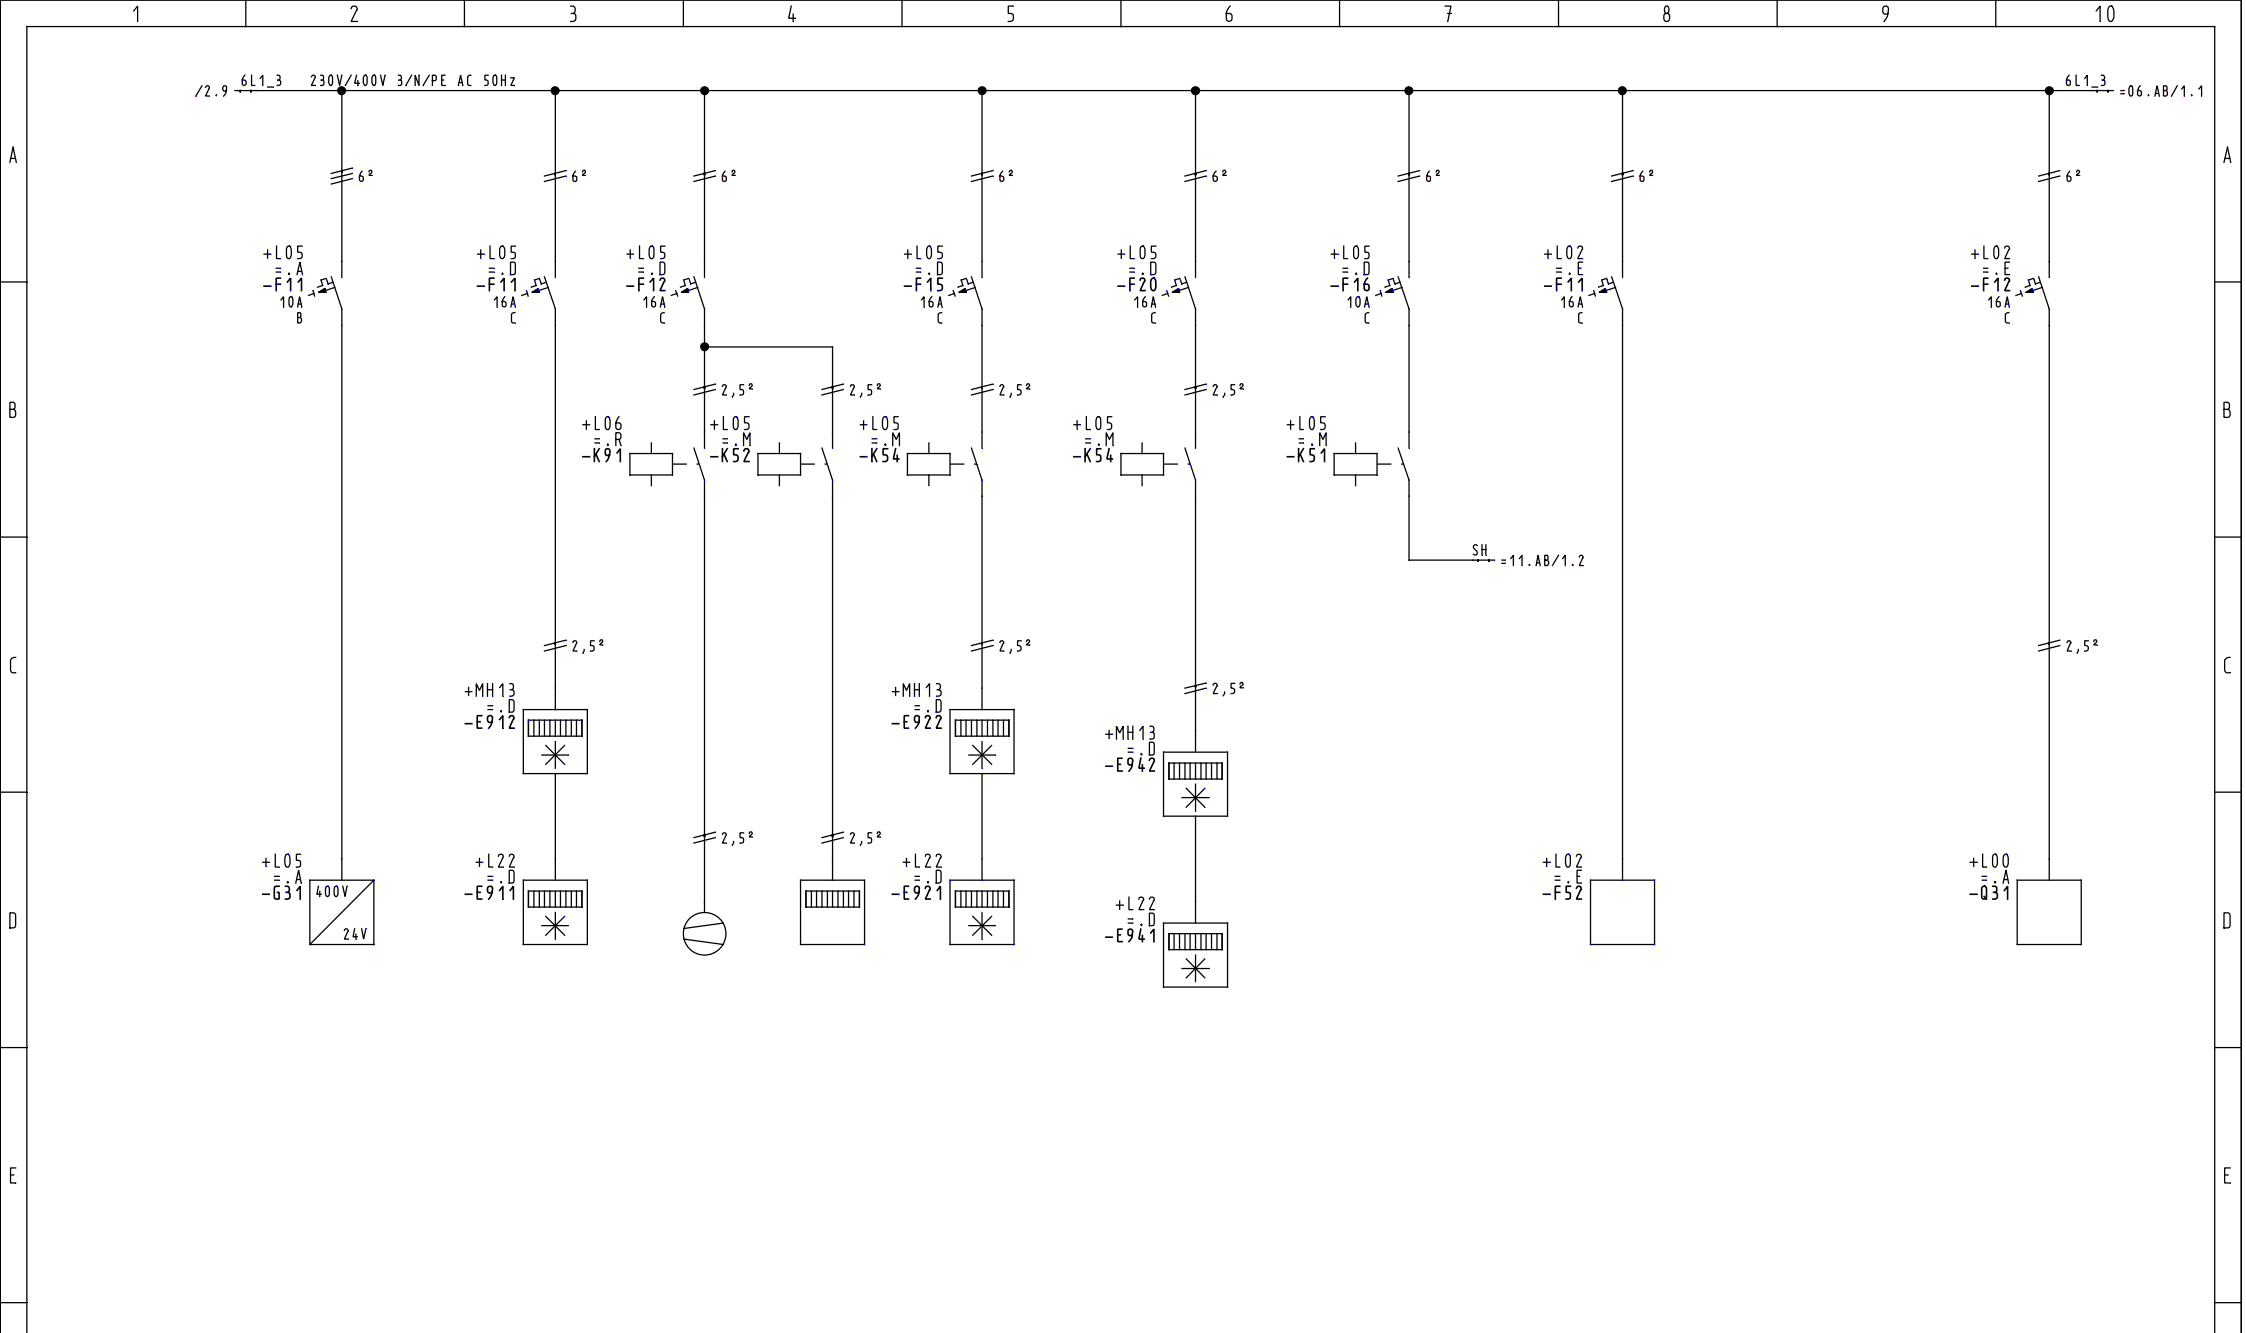 1 2 3 4 5 6 7 8 9 10
6L1_3 230V/400V 3/N/PE AC 50Hz 6L1_3
/2.9 =06.AB/1.1
A A
6² 6² 6² 6² 6² 6² 6² 6²
+L05 +L05 +L05 +L05 +L05 +L05 +L02 +L02
=.A =.D =.D =.D =.D =.D =.E =.E
-F11 -F11 -F12 -F15 -F20 -F16 -F11 -F12
10A 16A 16A 16A 16A 10A 16A 16A
B C C C C C C C
2,5² 2,5² 2,5² 2,5²
B B
+L06 +L05 +L05 +L05 +L05
=.R =.M =.M =.M =.M
-K91 -K52 -K54 -K54 -K51
SH
=11.AB/1.2
2,5² 2,5² 2,5²
C C
2,5²
+MH13 +MH13
=.D =.D
-E912 -E922
+MH13
=.D
-E942
2,5² 2,5²
+L05 +L22 +L22 +L02 +L00
=.A =.D =.D =.E =.A
-G31 400V -E911 -E921 -F52 -Q31
24V
+L22
=.D
-E941
D D
E E